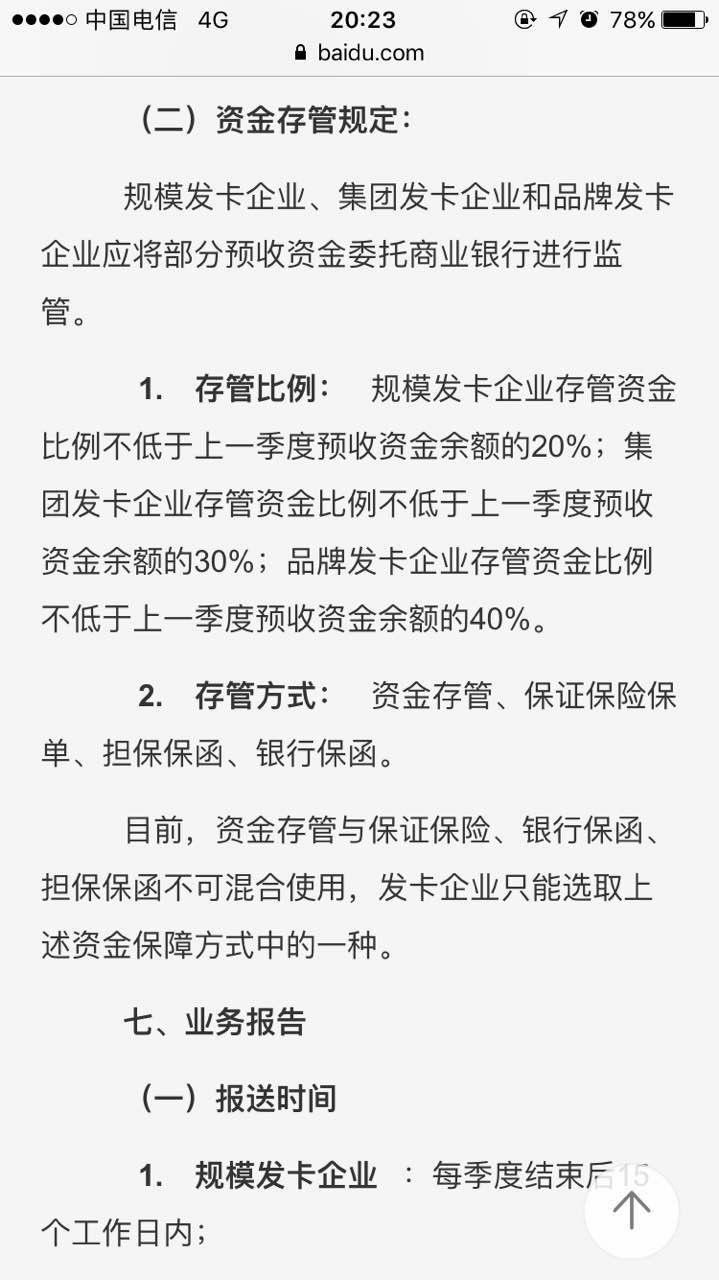 中国电信 4G 20:23 78%
baidu.com
（二）资金存管规定：
规模发卡企业、集团发卡企业和品牌发卡
企业应将部分预收资金委托商业银行进行监
管。
1. 存管比例： 规模发卡企业存管资金
比例不低于上一季度预收资金余额的20%；集
团发卡企业存管资金比例不低于上一季度预收
资金余额的30%；品牌发卡企业存管资金比例
不低于上一季度预收资金余额的40%。
2. 存管方式： 资金存管、保证保险保
单、担保保函、银行保函。
目前，资金存管与保证保险、银行保函、
担保保函不可混合使用，发卡企业只能选取上
述资金保障方式中的一种。
七、业务报告
（一）报送时间
1. 规模发卡企业 ：每季度结束后15
个工作日内；